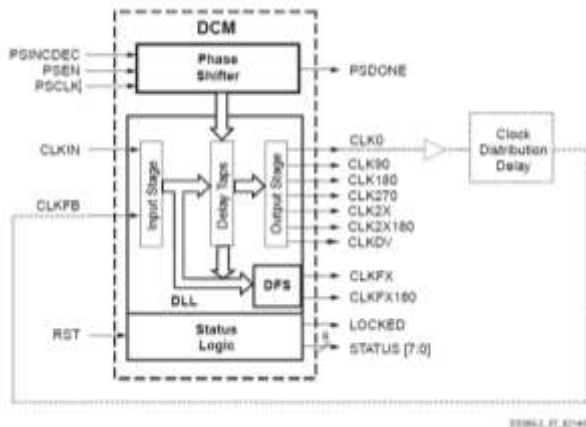 DCM
PSINCDEC
PSEN
PSCLK
Phase
Shifter
PSDONE
CLKIN
CLKFB
Input Stage
Delay Taps
Output Stage
CLK0
CLK90
CLK180
CLK270
CLK2X
CLK2X180
CLKDV
Clock
Distribution
Delay
DLL
DFS
CLKFX
CLKFX180
RST
Status
Logic
LOCKED
8
STATUS [7:0]